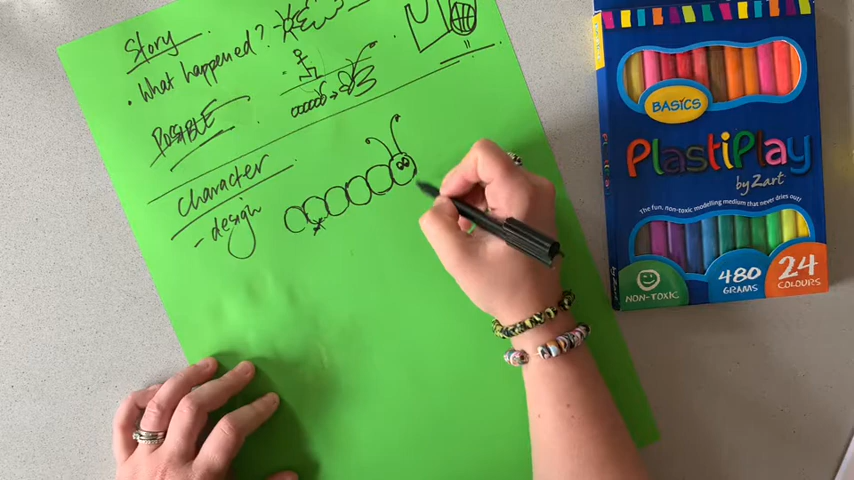 Story
• What happened?
POSSIBLE
character
- design
BASICS
PlastiPlay
by Zart
The fun, non-toxic modelling medium that never dries out!
NON-TOXIC
480
GRAMS
24
COLOURS